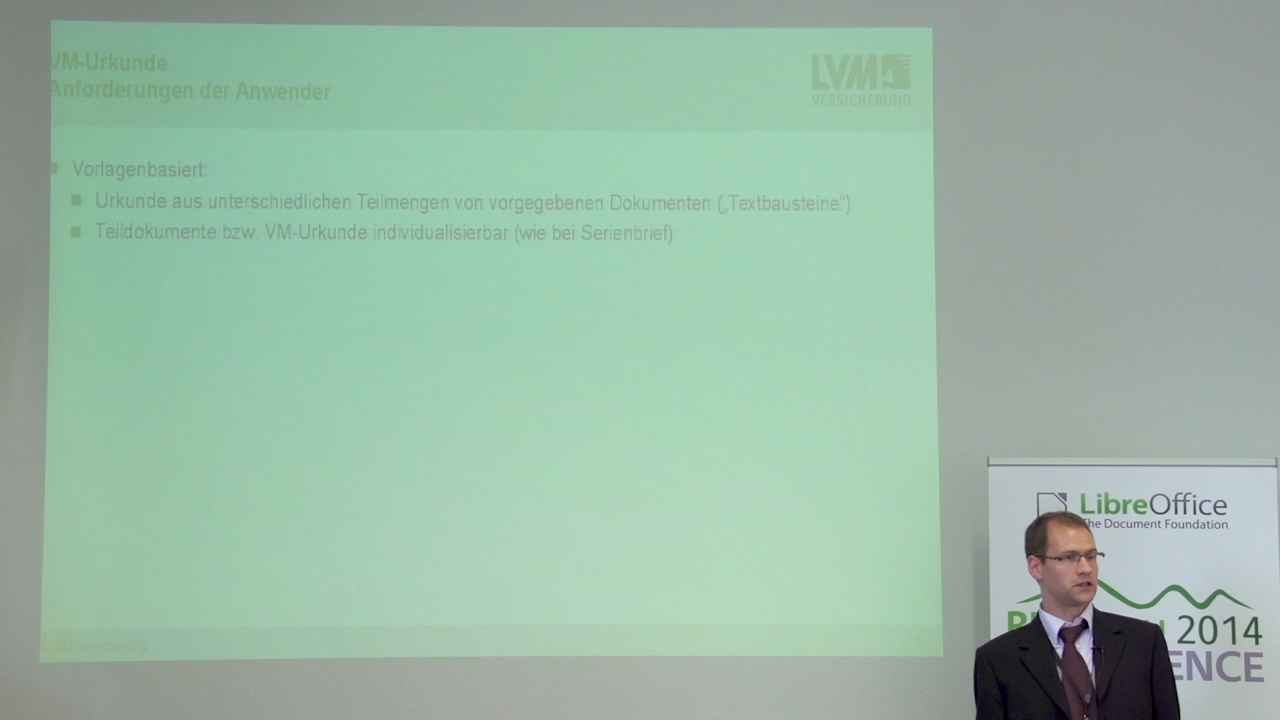 VM-Urkunde
Anforderungen der Anwender
LVM
VERSICHERUNG
Vorlagenbasiert:
Urkunde aus unterschiedlichen Teilmengen von vorgegebenen Dokumenten („Textbausteine“)
Teildokumente bzw. VM-Urkunde individualisierbar (wie bei Serienbrief)
Versicherung
LibreOffice
The Document Foundation
2014
ENCE